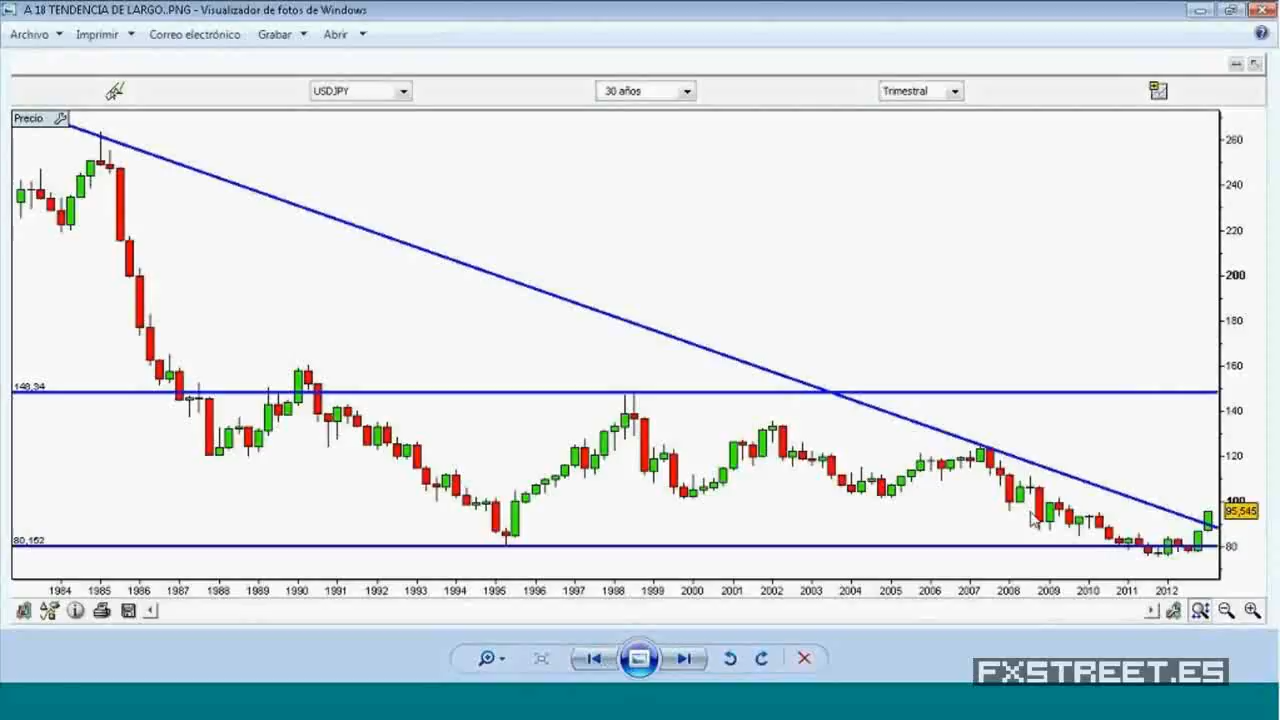 A 18 TENDENCIA DE LARGO..PNG - Visualizador de fotos de Windows
Archivo Imprimir Correo electrónico Grabar Abrir
USDJPY 30 años Trimestral
Precio
260
240
220
200
180
160
148,34
140
120
100
95,545
80,152
80
1984 1985 1986 1987 1988 1989 1990 1991 1992 1993 1994 1995 1996 1997 1998 1999 2000 2001 2002 2003 2004 2005 2006 2007 2008 2009 2010 2011 2012
FXSTREET.ES